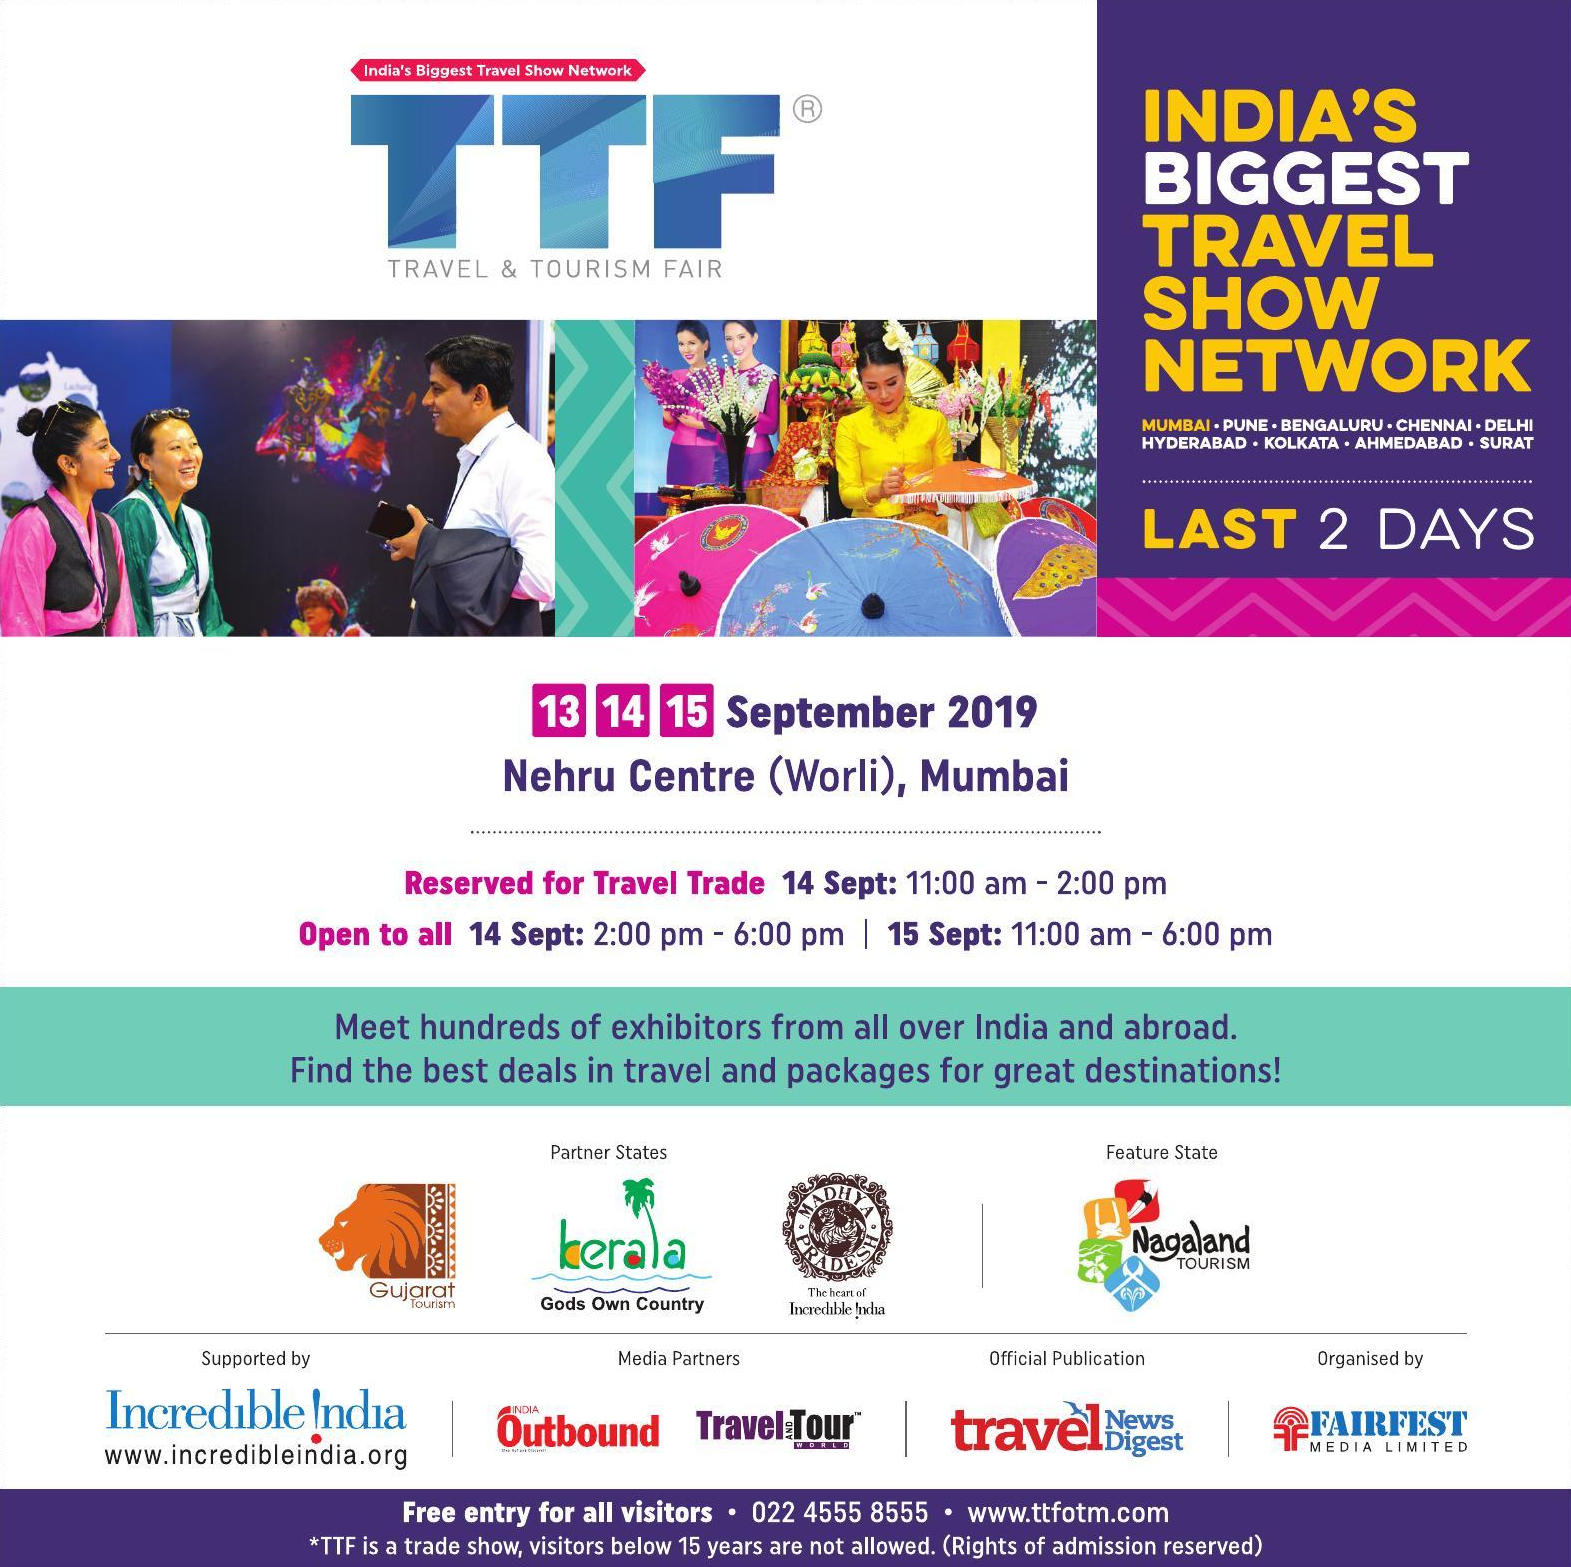 India's Biggest Travel Show Network
TTF®
TRAVEL & TOURISM FAIR
INDIA'S
BIGGEST
TRAVEL
SHOW
NETWORK
MUMBAI • PUNE • BENGALURU • CHENNAI • DELHI
HYDERABAD • KOLKATA • AHMEDABAD • SURAT
LAST 2 DAYS
Lachung
13 14 15 September 2019
Nehru Centre (Worli), Mumbai
Reserved for Travel Trade 14 Sept: 11:00 am - 2:00 pm
Open to all 14 Sept: 2:00 pm - 6:00 pm | 15 Sept: 11:00 am - 6:00 pm
Meet hundreds of exhibitors from all over India and abroad.
Find the best deals in travel and packages for great destinations!
Partner States
Feature State
Gujarat
Tourism
kerala
Gods Own Country
MADHYA
PRADESH
The heart of
Incredible !ndia
Nagaland
TOURISM
Supported by
Media Partners
Official Publication
Organised by
Incredible !ndia
www.incredibleindia.org
INDIA
Outbound
Travel AND Tour™
WORLD
travel News
Digest
FAIRFEST
MEDIA LIMITED
Free entry for all visitors • 022 4555 8555 • www.ttfotm.com
*TTF is a trade show, visitors below 15 years are not allowed. (Rights of admission reserved)